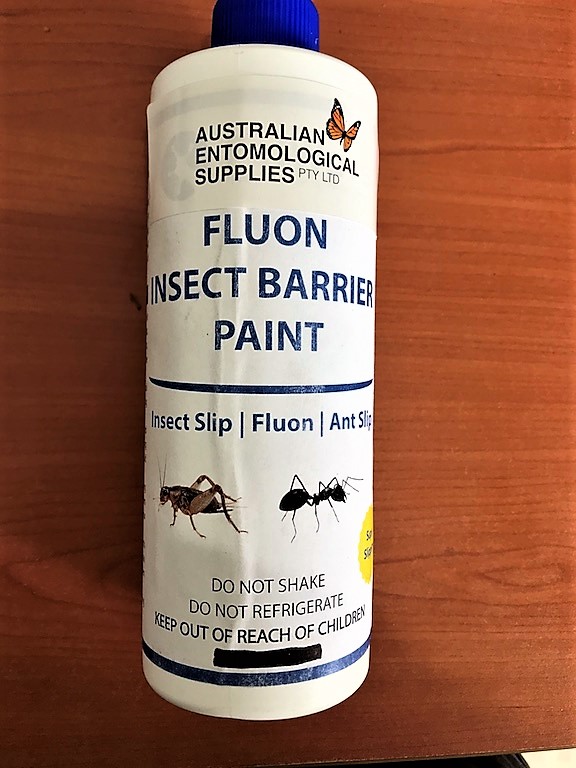 AUSTRALIAN
ENTOMOLOGICAL
SUPPLIES PTY LTD
FLUON
INSECT BARRIER
PAINT
Insect Slip | Fluon | Ant Slip
DO NOT SHAKE
DO NOT REFRIGERATE
KEEP OUT OF REACH OF CHILDREN